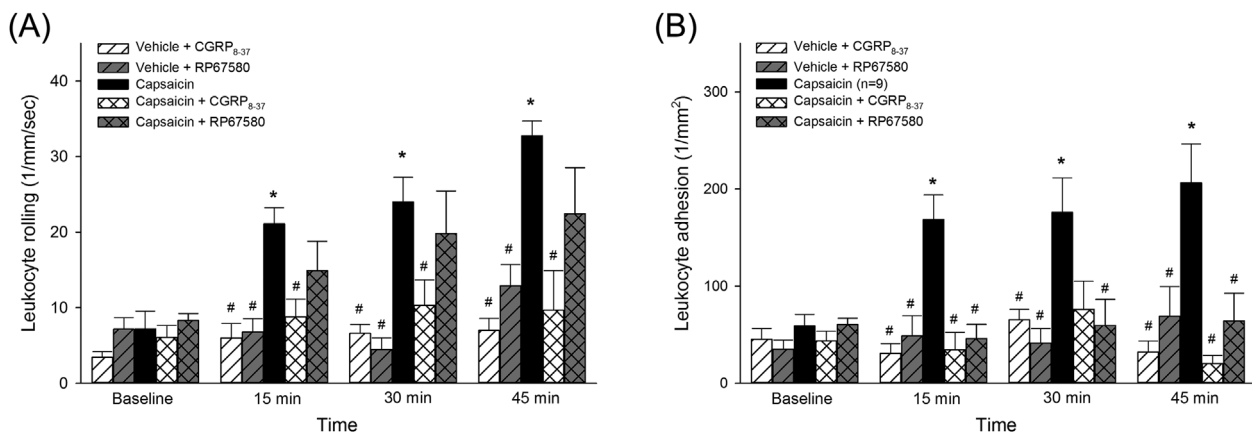 (A)
Vehicle + CGRP8-37
Vehicle + RP67580
Capsaicin
Capsaicin + CGRP8-37
Capsaicin + RP67580
Leukocyte rolling (1/mm/sec)
40
30
20
10
0
* * *
# # # # # # # # #
Baseline 15 min 30 min 45 min
Time
(B)
Vehicle + CGRP8-37
Vehicle + RP67580
Capsaicin (n=9)
Capsaicin + CGRP8-37
Capsaicin + RP67580
Leukocyte adhesion (1/mm2)
300
200
100
0
* * *
# # # # # # # # # # #
Baseline 15 min 30 min 45 min
Time